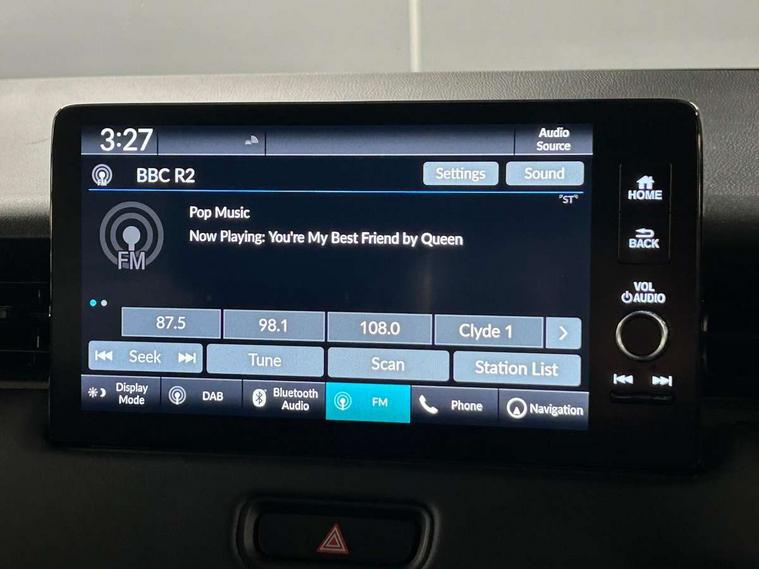 3:27
Audio
Source
BBC R2
Settings
Sound
"ST"
Pop Music
Now Playing: You're My Best Friend by Queen
FM
87.5
98.1
108.0
Clyde 1
Seek
Tune
Scan
Station List
Display
Mode
DAB
Bluetooth
Audio
FM
Phone
Navigation
HOME
BACK
VOL
AUDIO